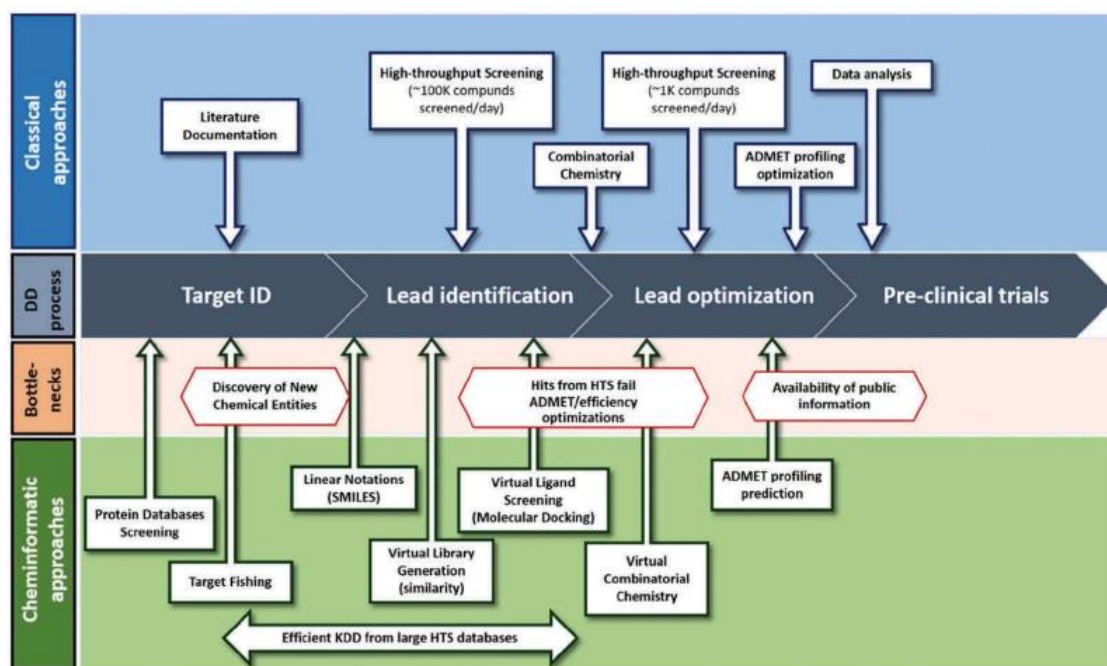 Classical
approaches
High-throughput Screening
(~100K compunds
screened/day)
High-throughput Screening
(~1K compunds
screened/day)
Data analysis
Literature
Documentation
Combinatorial
Chemistry
ADMET profiling
optimization
DD
process
Target ID
Lead identification
Lead optimization
Pre-clinical trials
Bottle-
necks
Discovery of New
Chemical Entities
Hits from HTS fail
ADMET/efficiency
optimizations
Availability of public
information
Cheminformatic
approaches
Linear Notations
(SMILES)
Virtual Ligand
Screening
(Molecular Docking)
ADMET profiling
prediction
Protein Databases
Screening
Target Fishing
Virtual Library
Generation
(similarity)
Virtual
Combinatorial
Chemistry
Efficient KDD from large HTS databases